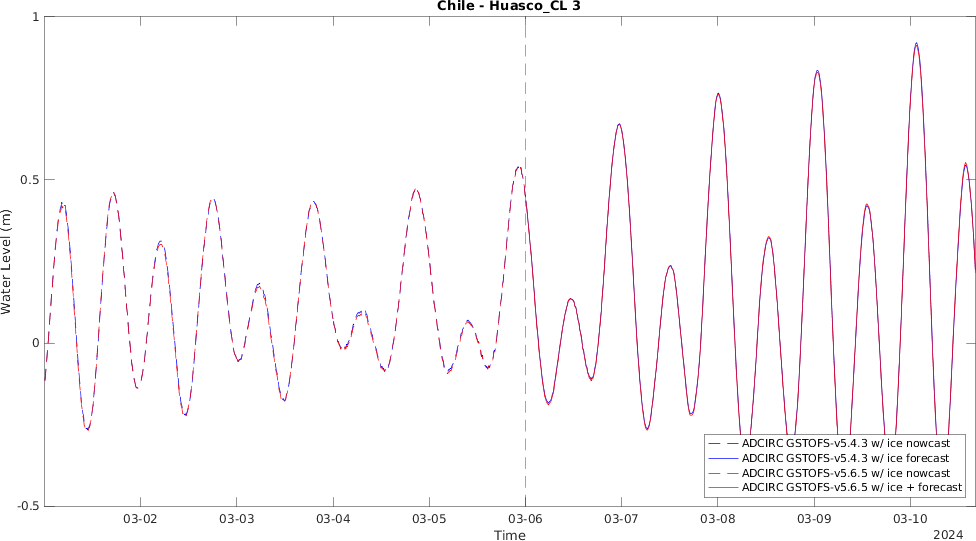 Chile - Huasco_CL 3
1
0.5
0
-0.5
Water Level (m)
ADCIRC GSTOFS-v5.4.3 w/ ice nowcast
ADCIRC GSTOFS-v5.4.3 w/ ice forecast
ADCIRC GSTOFS-v5.6.5 w/ ice nowcast
ADCIRC GSTOFS-v5.6.5 w/ ice + forecast
03-02 03-03 03-04 03-05 03-06 03-07 03-08 03-09 03-10
Time
2024